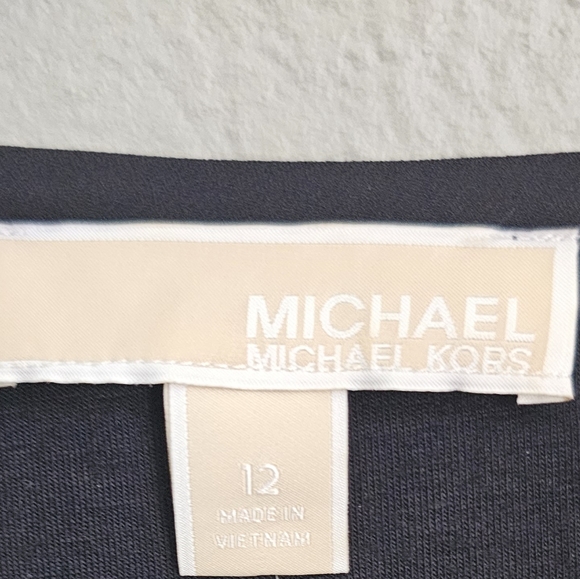 MICHAEL
MICHAEL KORS
12
MADE IN
VIETNAM